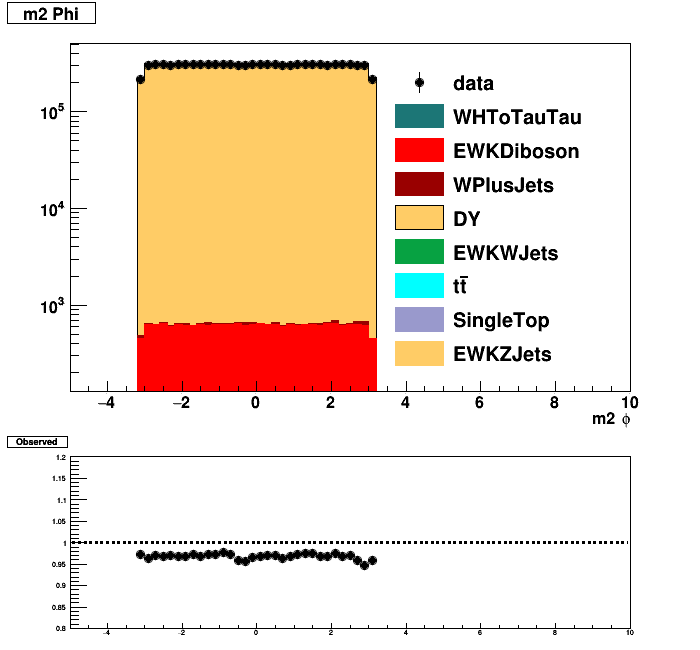 m2 Phi
10⁵
10⁴
10³
data
WHToTauTau
EWKDiboson
WPlusJets
DY
EWKWJets
tt̄
SingleTop
EWKZJets
−4 −2 0 2 4 6 8 10
m2 ϕ
Observed
1.2
1.15
1.1
1.05
1
0.95
0.9
0.85
0.8
−4 −2 0 2 4 6 8 10